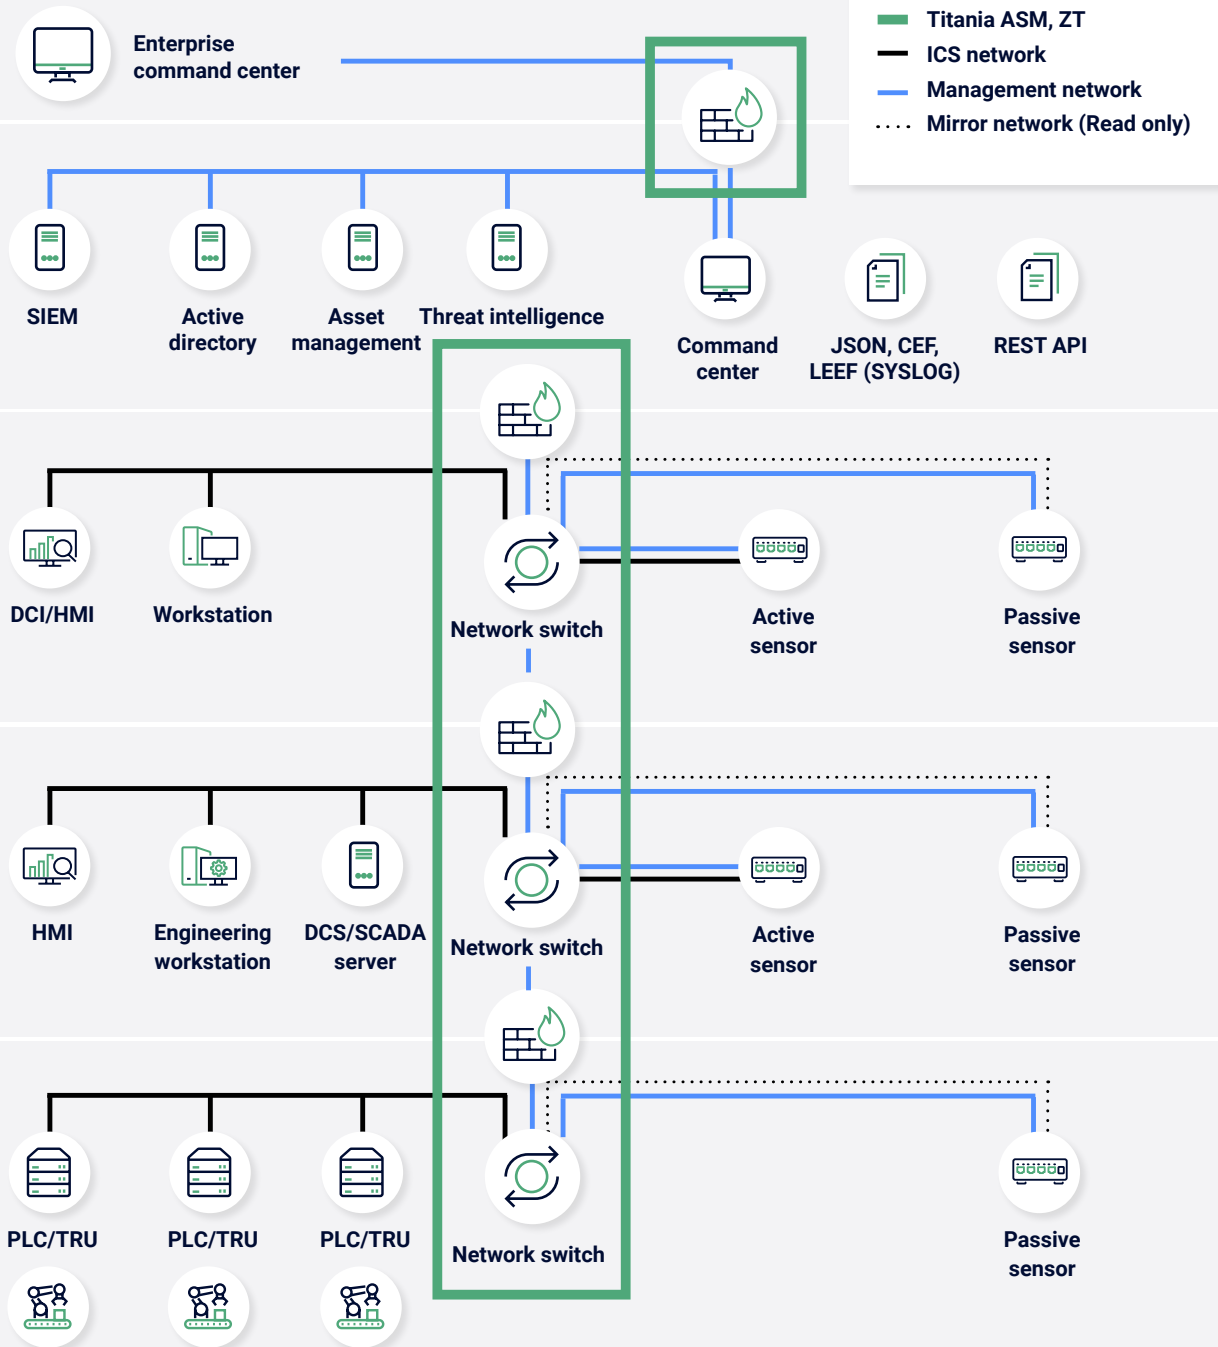 Enterprise
command center
Titania ASM, ZT
ICS network
Management network
Mirror network (Read only)
SIEM
Active
directory
Asset
management
Threat intelligence
Command
center
JSON, CEF,
LEEF (SYSLOG)
REST API
DCI/HMI
Workstation
Network switch
Active
sensor
Passive
sensor
HMI
Engineering
workstation
DCS/SCADA
server
Network switch
Active
sensor
Passive
sensor
PLC/TRU
PLC/TRU
PLC/TRU
Network switch
Passive
sensor